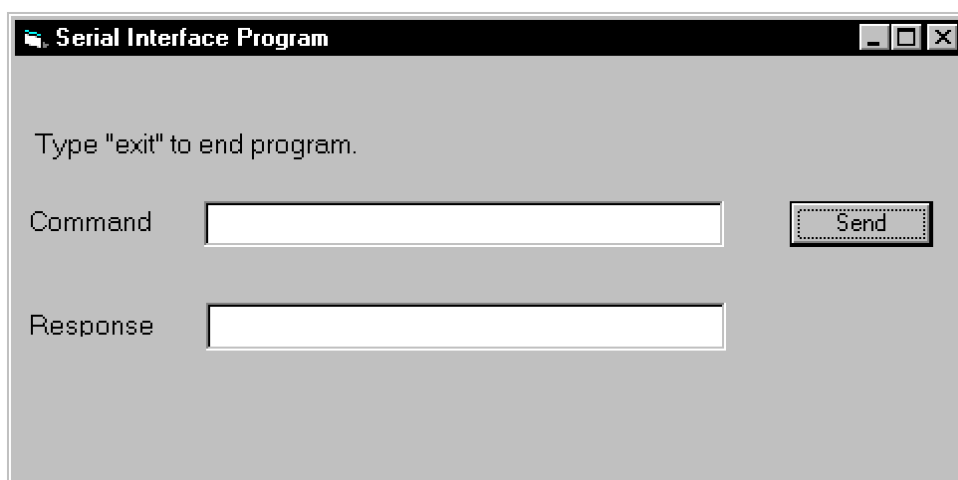 Serial Interface Program
Type "exit" to end program.
Command
Send
Response